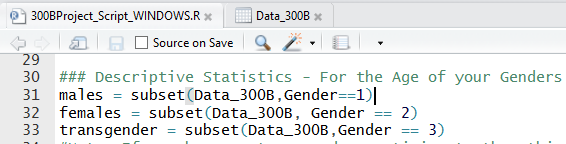 300BProject_Script_WINDOWS.R Data_300B
Source on Save
29
30 ### Descriptive Statistics - For the Age of your Genders
31 males = subset(Data_300B,Gender==1)
32 females = subset(Data_300B, Gender == 2)
33 transgender = subset(Data_300B,Gender == 3)